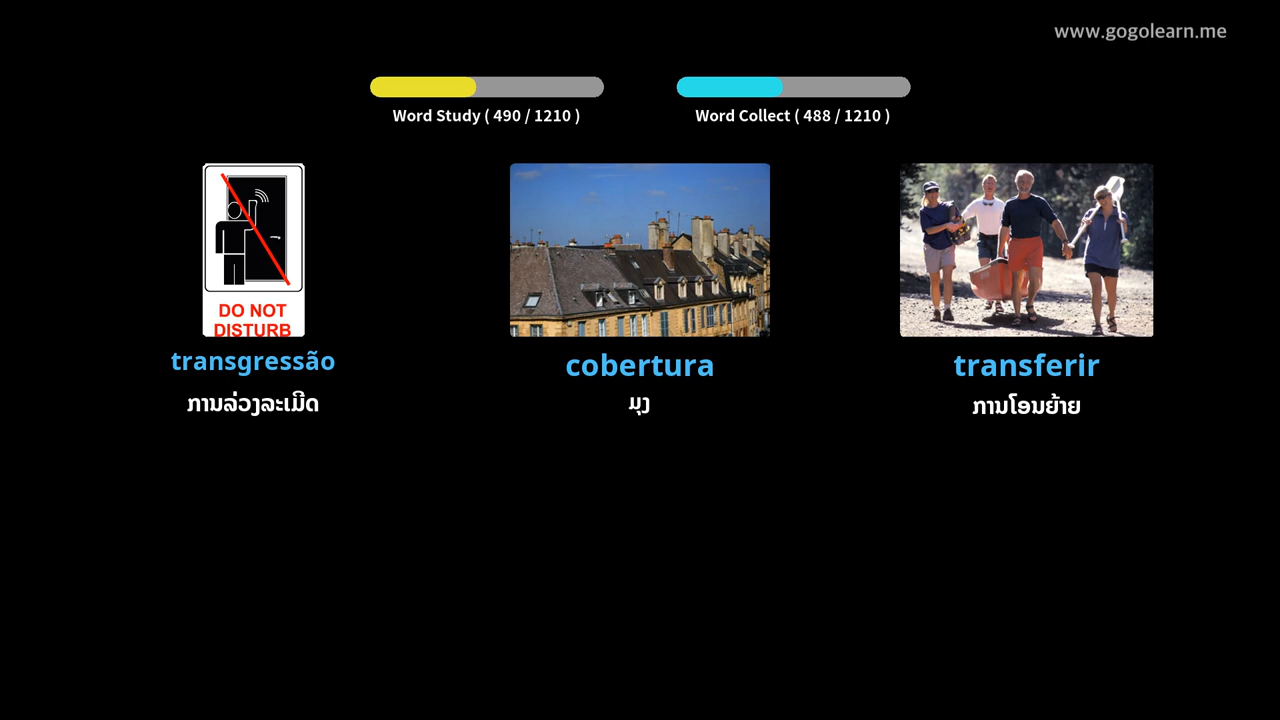 www.gogolearn.me
Word Study ( 490 / 1210 )
Word Collect ( 488 / 1210 )
DO NOT
DISTURB
transgressão
cobertura
transferir
ການລ່ວງລະເມີດ
ມຸງ
ການໂອນຍ້າຍ